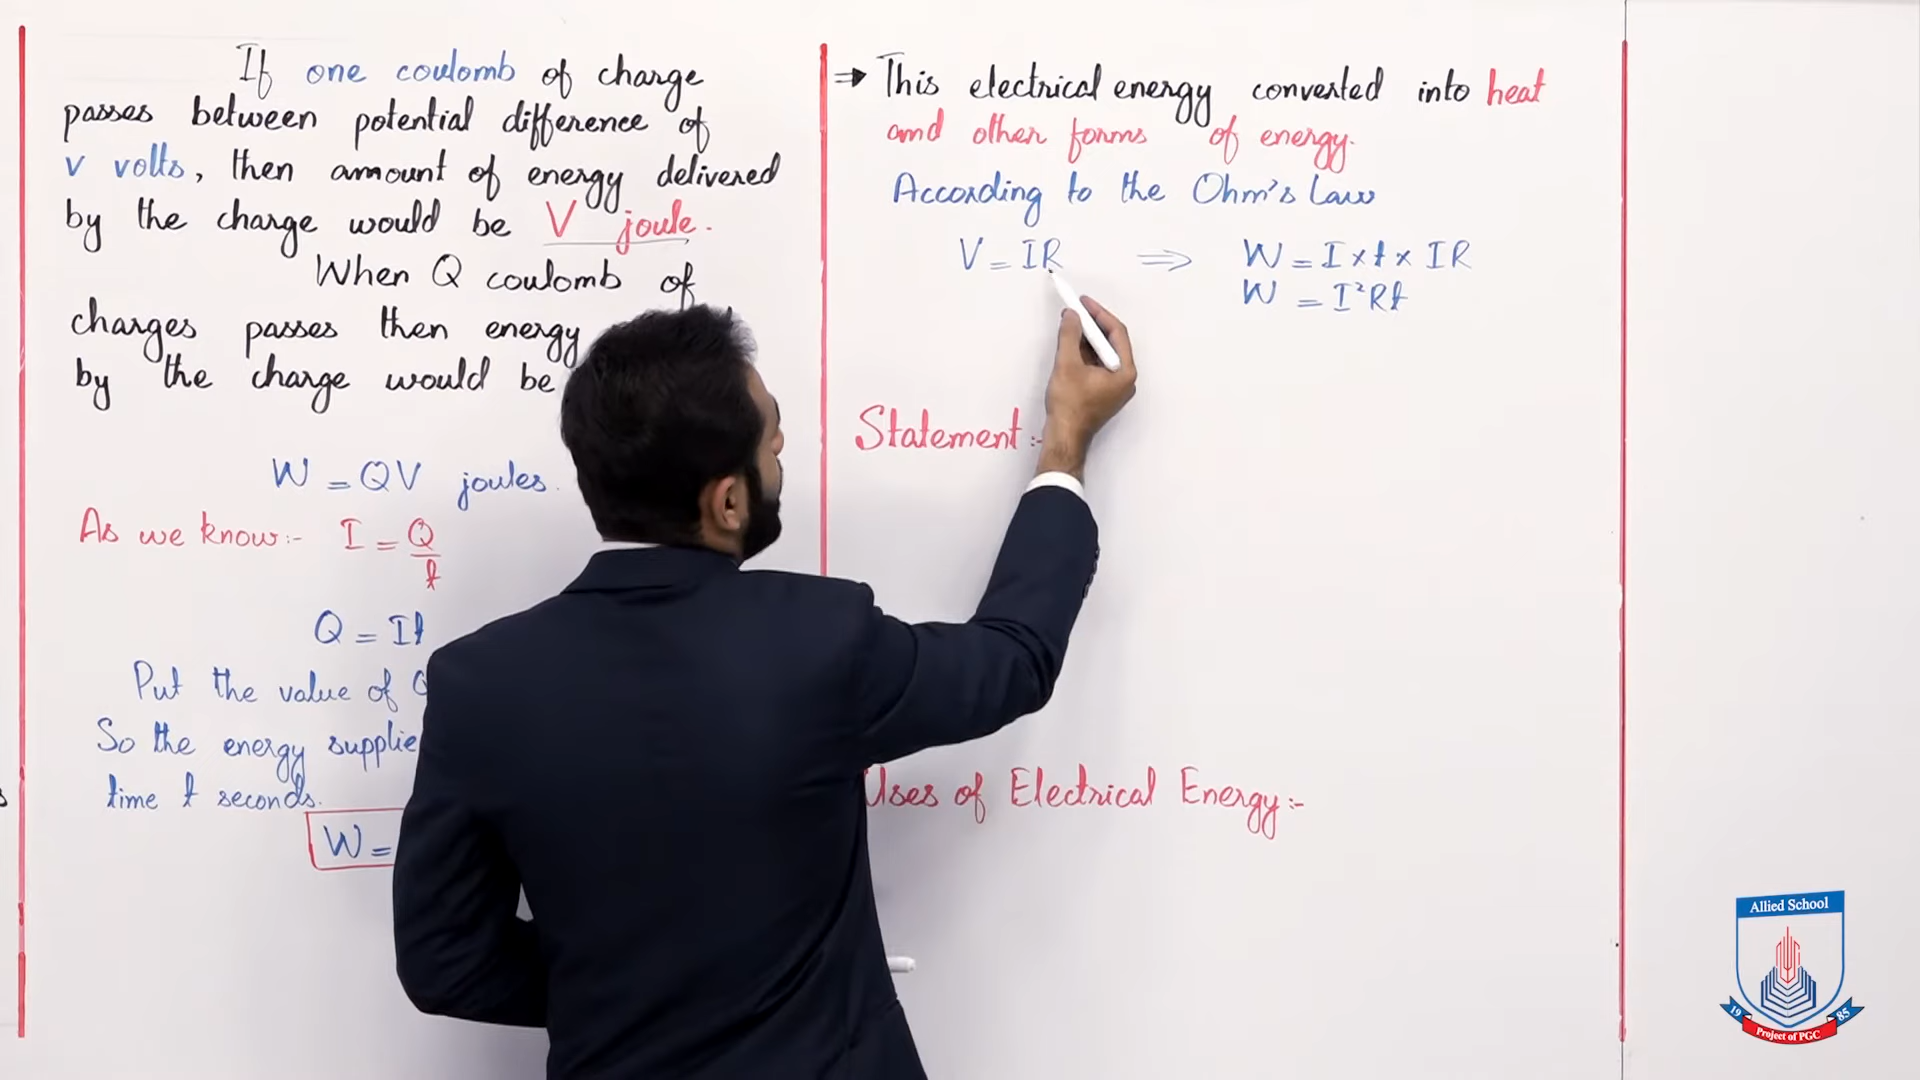 If one coulomb of charge
passes between potential difference of
V volts, then amount of energy delivered
by the charge would be V joule.
When Q coulomb of
charges passes then energy
by the charge would be
W = QV joules.
As we know:- I = Q/t
Q = It
Put the value of Q
So the energy supplie
time t seconds.
W =
⇒ This electrical energy converted into heat
and other forms of energy.
According to the Ohm's Law
V = IR ⇒ W = I × t × IR
W = I²Rt
Statement:-
Uses of Electrical Energy:-
Allied School
19 85
Project of PGC